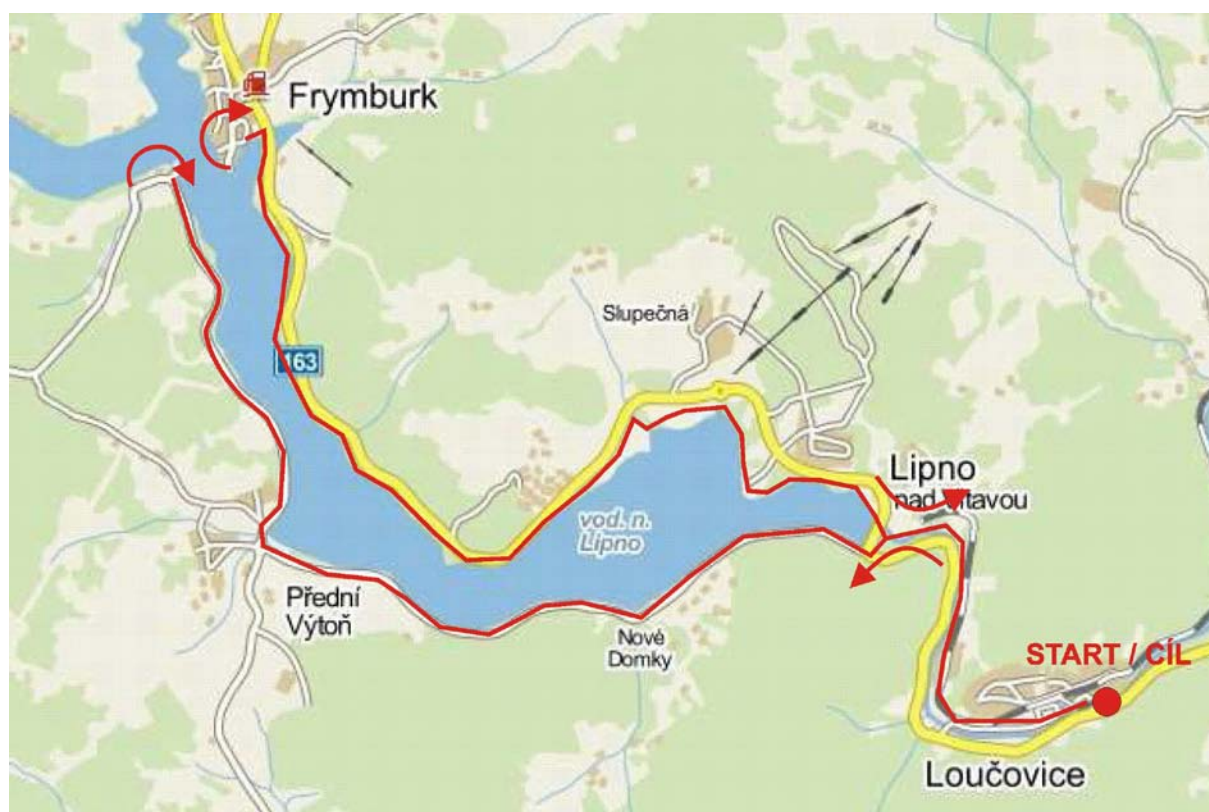 Frymburk
163
Slupečná
Lipno
nad Vltavou
vod. n.
Lipno
Přední
Výtoň
Nové
Domky
START / CÍL
Loučovice